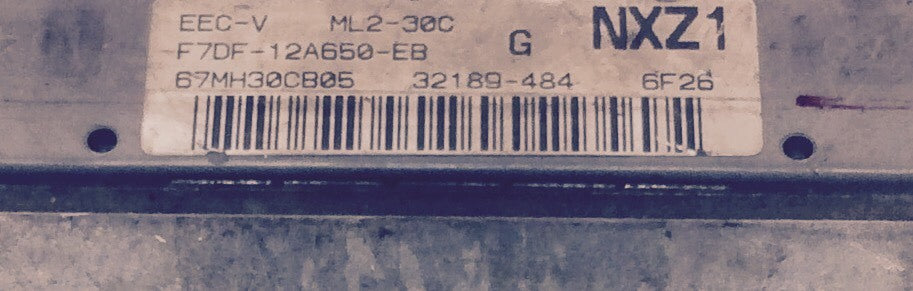 EEC-V ML2-30C NXZ1
F7DF-12A650-EB G
67MH30CB05 32189-484 6F26